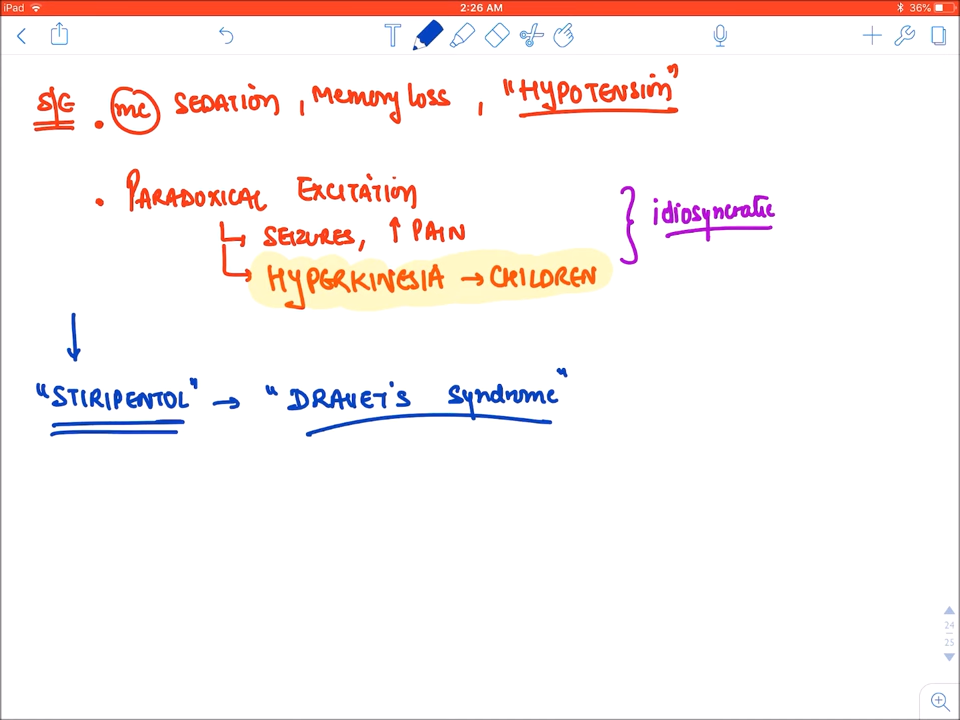 iPad 2:26 AM 36%
T
S/E . mc SEDATION, Memory loss, "HYPOTENSION"
. PARADOXICAL EXCITATION
SEIZURES, ↑ PAIN
idiosyncratic
HYPERKINESIA → CHILDREN
"STIRIPENTOL" → "DRAVET'S Syndrome"
24
25